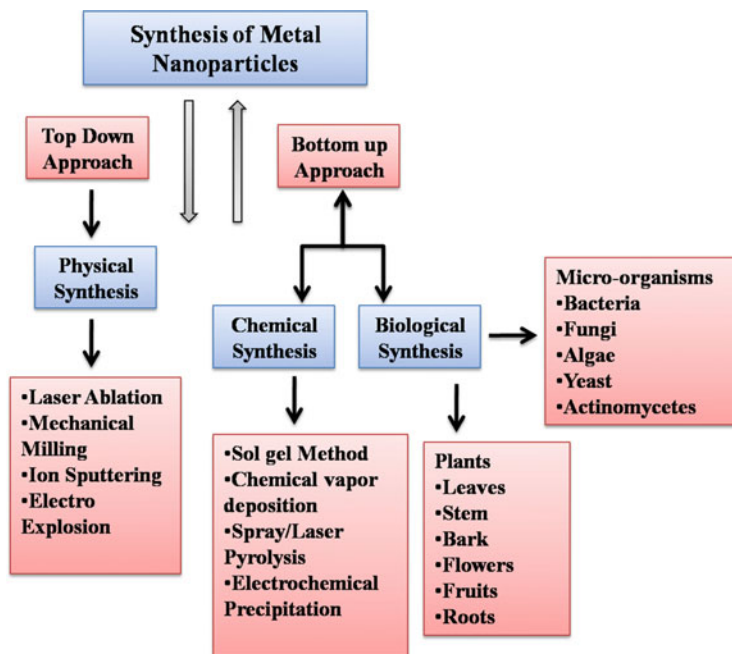 Synthesis of Metal
Nanoparticles
Top Down
Approach
Bottom up
Approach
Physical
Synthesis
Chemical
Synthesis
Biological
Synthesis
Micro-organisms
•Bacteria
•Fungi
•Algae
•Yeast
•Actinomycetes
•Laser Ablation
•Mechanical
Milling
•Ion Sputtering
•Electro
Explosion
•Sol gel Method
•Chemical vapor
deposition
•Spray/Laser
Pyrolysis
•Electrochemical
Precipitation
Plants
•Leaves
•Stem
•Bark
•Flowers
•Fruits
•Roots